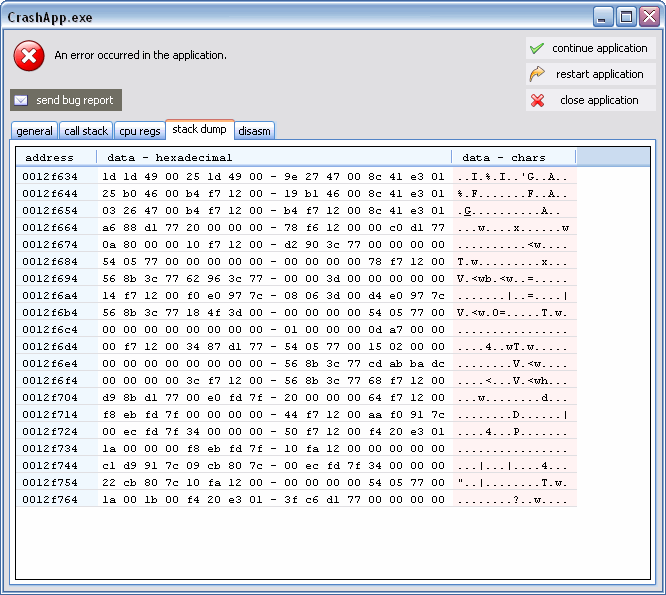 CrashApp.exe
An error occurred in the application.
continue application
restart application
close application
send bug report
general call stack cpu regs stack dump disasm
address data - hexadecimal data - chars
0012f634 1d 1d 49 00 25 1d 49 00 - 9e 27 47 00 8c 41 e3 01 ..I.%.I..'G..A..
0012f644 25 b0 46 00 b4 f7 12 00 - 19 b1 46 00 8c 41 e3 01 %.F.......F..A..
0012f654 03 26 47 00 b4 f7 12 00 - b4 f7 12 00 8c 41 e3 01 .G..........A..
0012f664 a6 88 d1 77 20 00 00 00 - 78 f6 12 00 00 c0 d1 77 ...w....x......w
0012f674 0a 80 00 00 10 f7 12 00 - d2 90 3c 77 00 00 00 00 ..........<w....
0012f684 54 05 77 00 00 00 00 00 - 00 00 00 00 78 f7 12 00 T.w.........x...
0012f694 56 8b 3c 77 62 96 3c 77 - 00 00 3d 00 00 00 00 00 V.<wb.<w..=.....
0012f6a4 14 f7 12 00 f0 e0 97 7c - 08 06 3d 00 d4 e0 97 7c .......|..=....|
0012f6b4 56 8b 3c 77 18 4f 3d 00 - 00 00 00 00 54 05 77 00 V.<w.O=.....T.w.
0012f6c4 00 00 00 00 00 00 00 00 - 01 00 00 00 0d a7 00 00 ................
0012f6d4 00 f7 12 00 34 87 d1 77 - 54 05 77 00 15 02 00 00 ....4..wT.w.....
0012f6e4 00 00 00 00 00 00 00 00 - 56 8b 3c 77 cd ab ba dc ........V.<w....
0012f6f4 00 00 00 00 3c f7 12 00 - 56 8b 3c 77 68 f7 12 00 ....<...V.<wh...
0012f704 d9 8b d1 77 00 e0 fd 7f - 20 00 00 00 64 f7 12 00 ...w........d...
0012f714 f8 eb fd 7f 00 00 00 00 - 44 f7 12 00 aa f0 91 7c ........D......|
0012f724 00 ec fd 7f 34 00 00 00 - 50 f7 12 00 f4 20 e3 01 ....4...P.......
0012f734 1a 00 00 00 f8 eb fd 7f - 10 fa 12 00 00 00 00 00 ................
0012f744 c1 d9 91 7c 09 cb 80 7c - 00 ec fd 7f 34 00 00 00 ...|...|....4...
0012f754 22 cb 80 7c 10 fa 12 00 - 00 00 00 00 54 05 77 00 "..|........T.w.
0012f764 1a 00 1b 00 f4 20 e3 01 - 3f c6 d1 77 00 00 00 00 ........?..w....